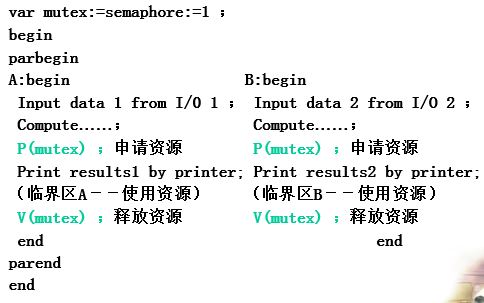 var mutex:=semaphore:=1 ；
begin
parbegin
A:begin B:begin
Input data 1 from I/O 1 ； Input data 2 from I/O 2 ；
Compute……； Compute……；
P(mutex) ；申请资源 P(mutex) ；申请资源
Print results1 by printer; Print results2 by printer;
(临界区A－－使用资源) (临界区B－－使用资源)
V(mutex) ；释放资源 V(mutex) ；释放资源
end end
parend
end